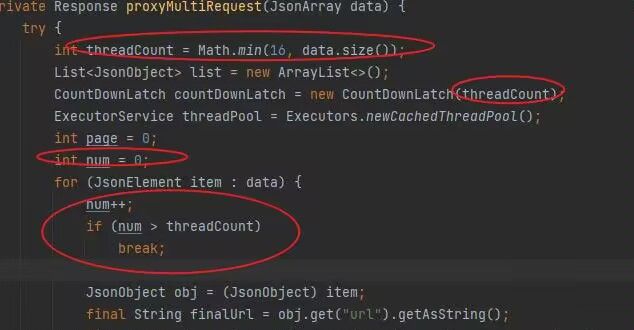 rivate Response proxyMultiRequest(JsonArray data) {
try {
int threadCount = Math.min(16, data.size());
List<JsonObject> list = new ArrayList<>();
CountDownLatch countDownLatch = new CountDownLatch(threadCount);
ExecutorService threadPool = Executors.newCachedThreadPool();
int page = 0;
int num = 0;
for (JsonElement item : data) {
num++;
if (num > threadCount)
break;
JsonObject obj = (JsonObject) item;
final String finalUrl = obj.get("url").getAsString();